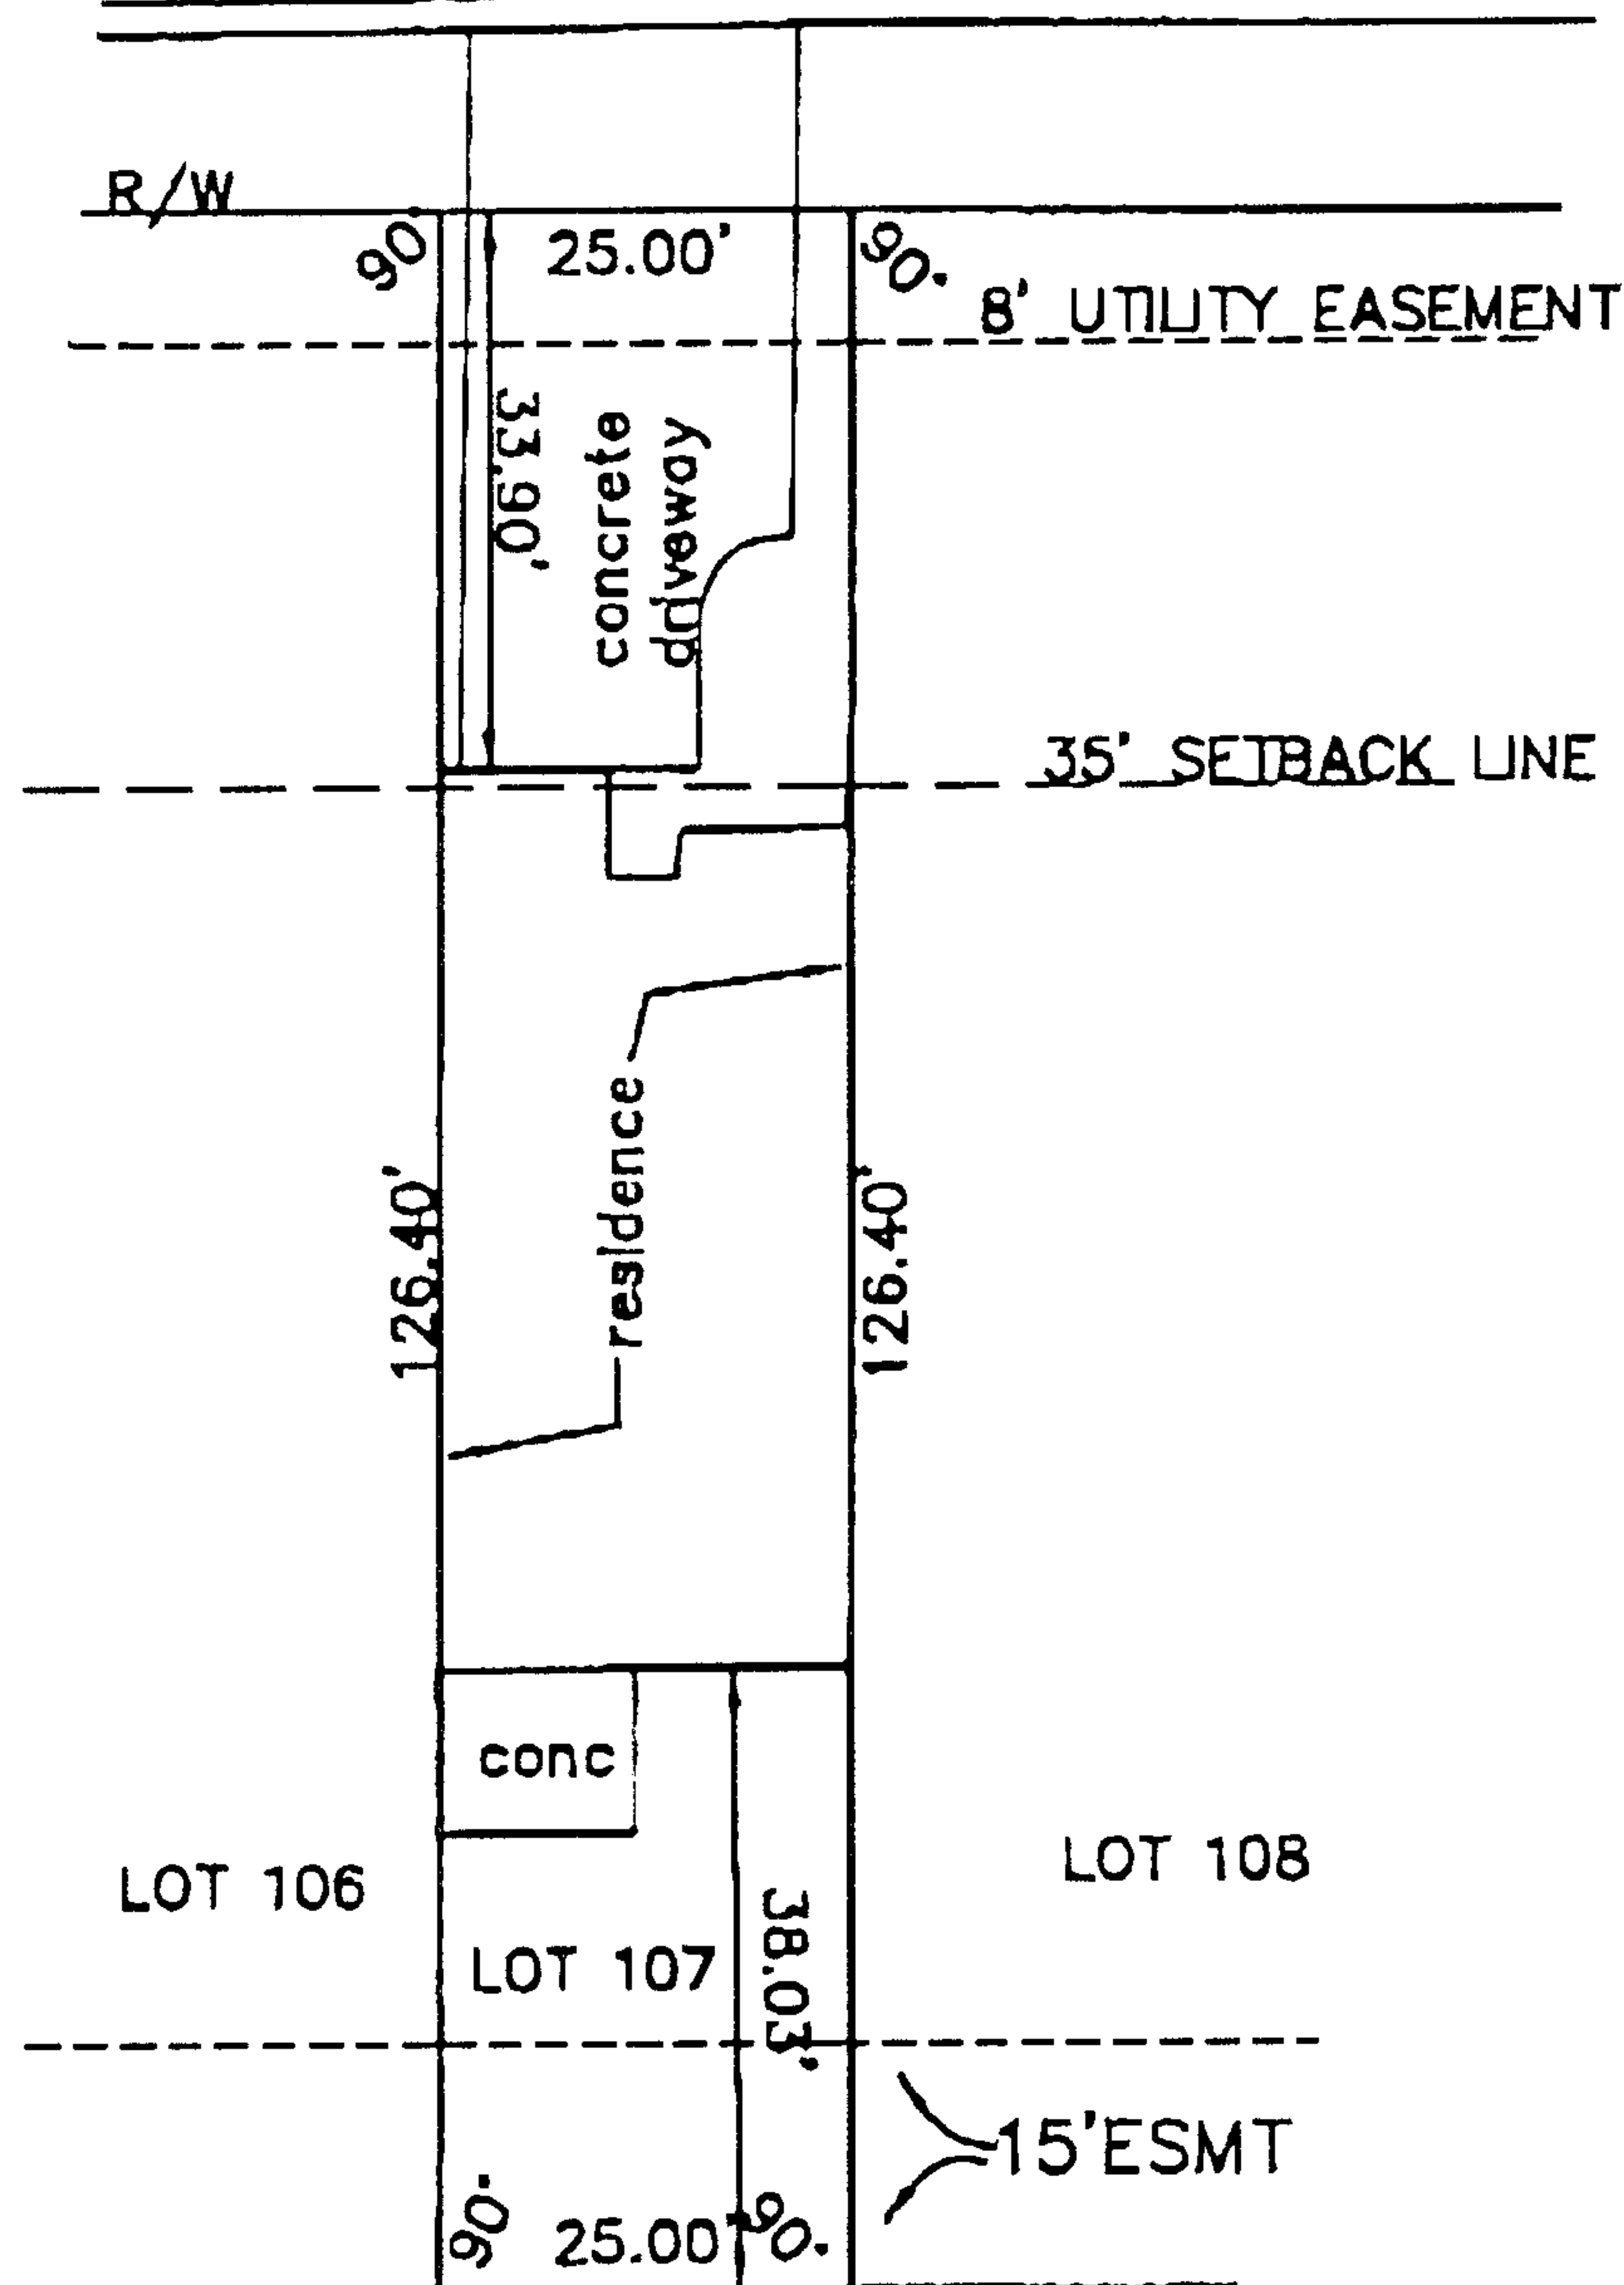 R/W
90°
25.00'
90°
8' UTILITY EASEMENT
33.90'
concrete
driveway
35' SETBACK LINE
residence
126.40'
126.40'
conc
LOT 106
LOT 108
LOT 107
38.03'
15'ESMT
90°
25.00'
90°